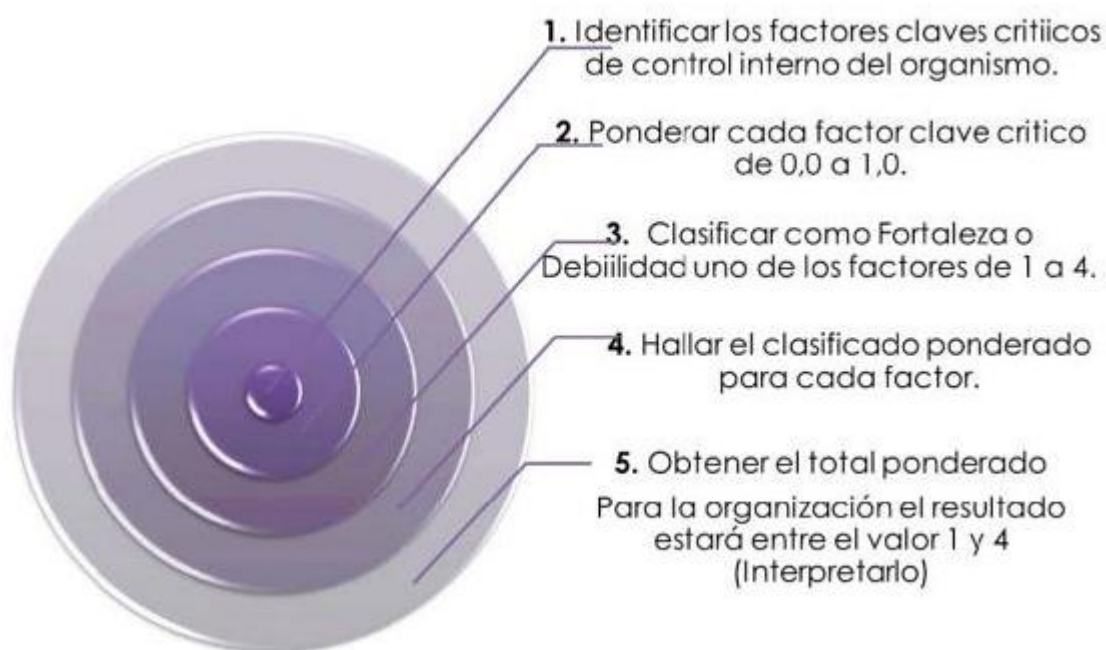 1. Identificar los factores claves critiicos
de control interno del organismo.
2. Ponderar cada factor clave critico
de 0,0 a 1,0.
3. Clasificar como Fortaleza o
Debiilidad uno de los factores de 1 a 4.
4. Hallar el clasificado ponderado
para cada factor.
5. Obtener el total ponderado
Para la organización el resultado
estará entre el valor 1 y 4
(Interpretarlo)